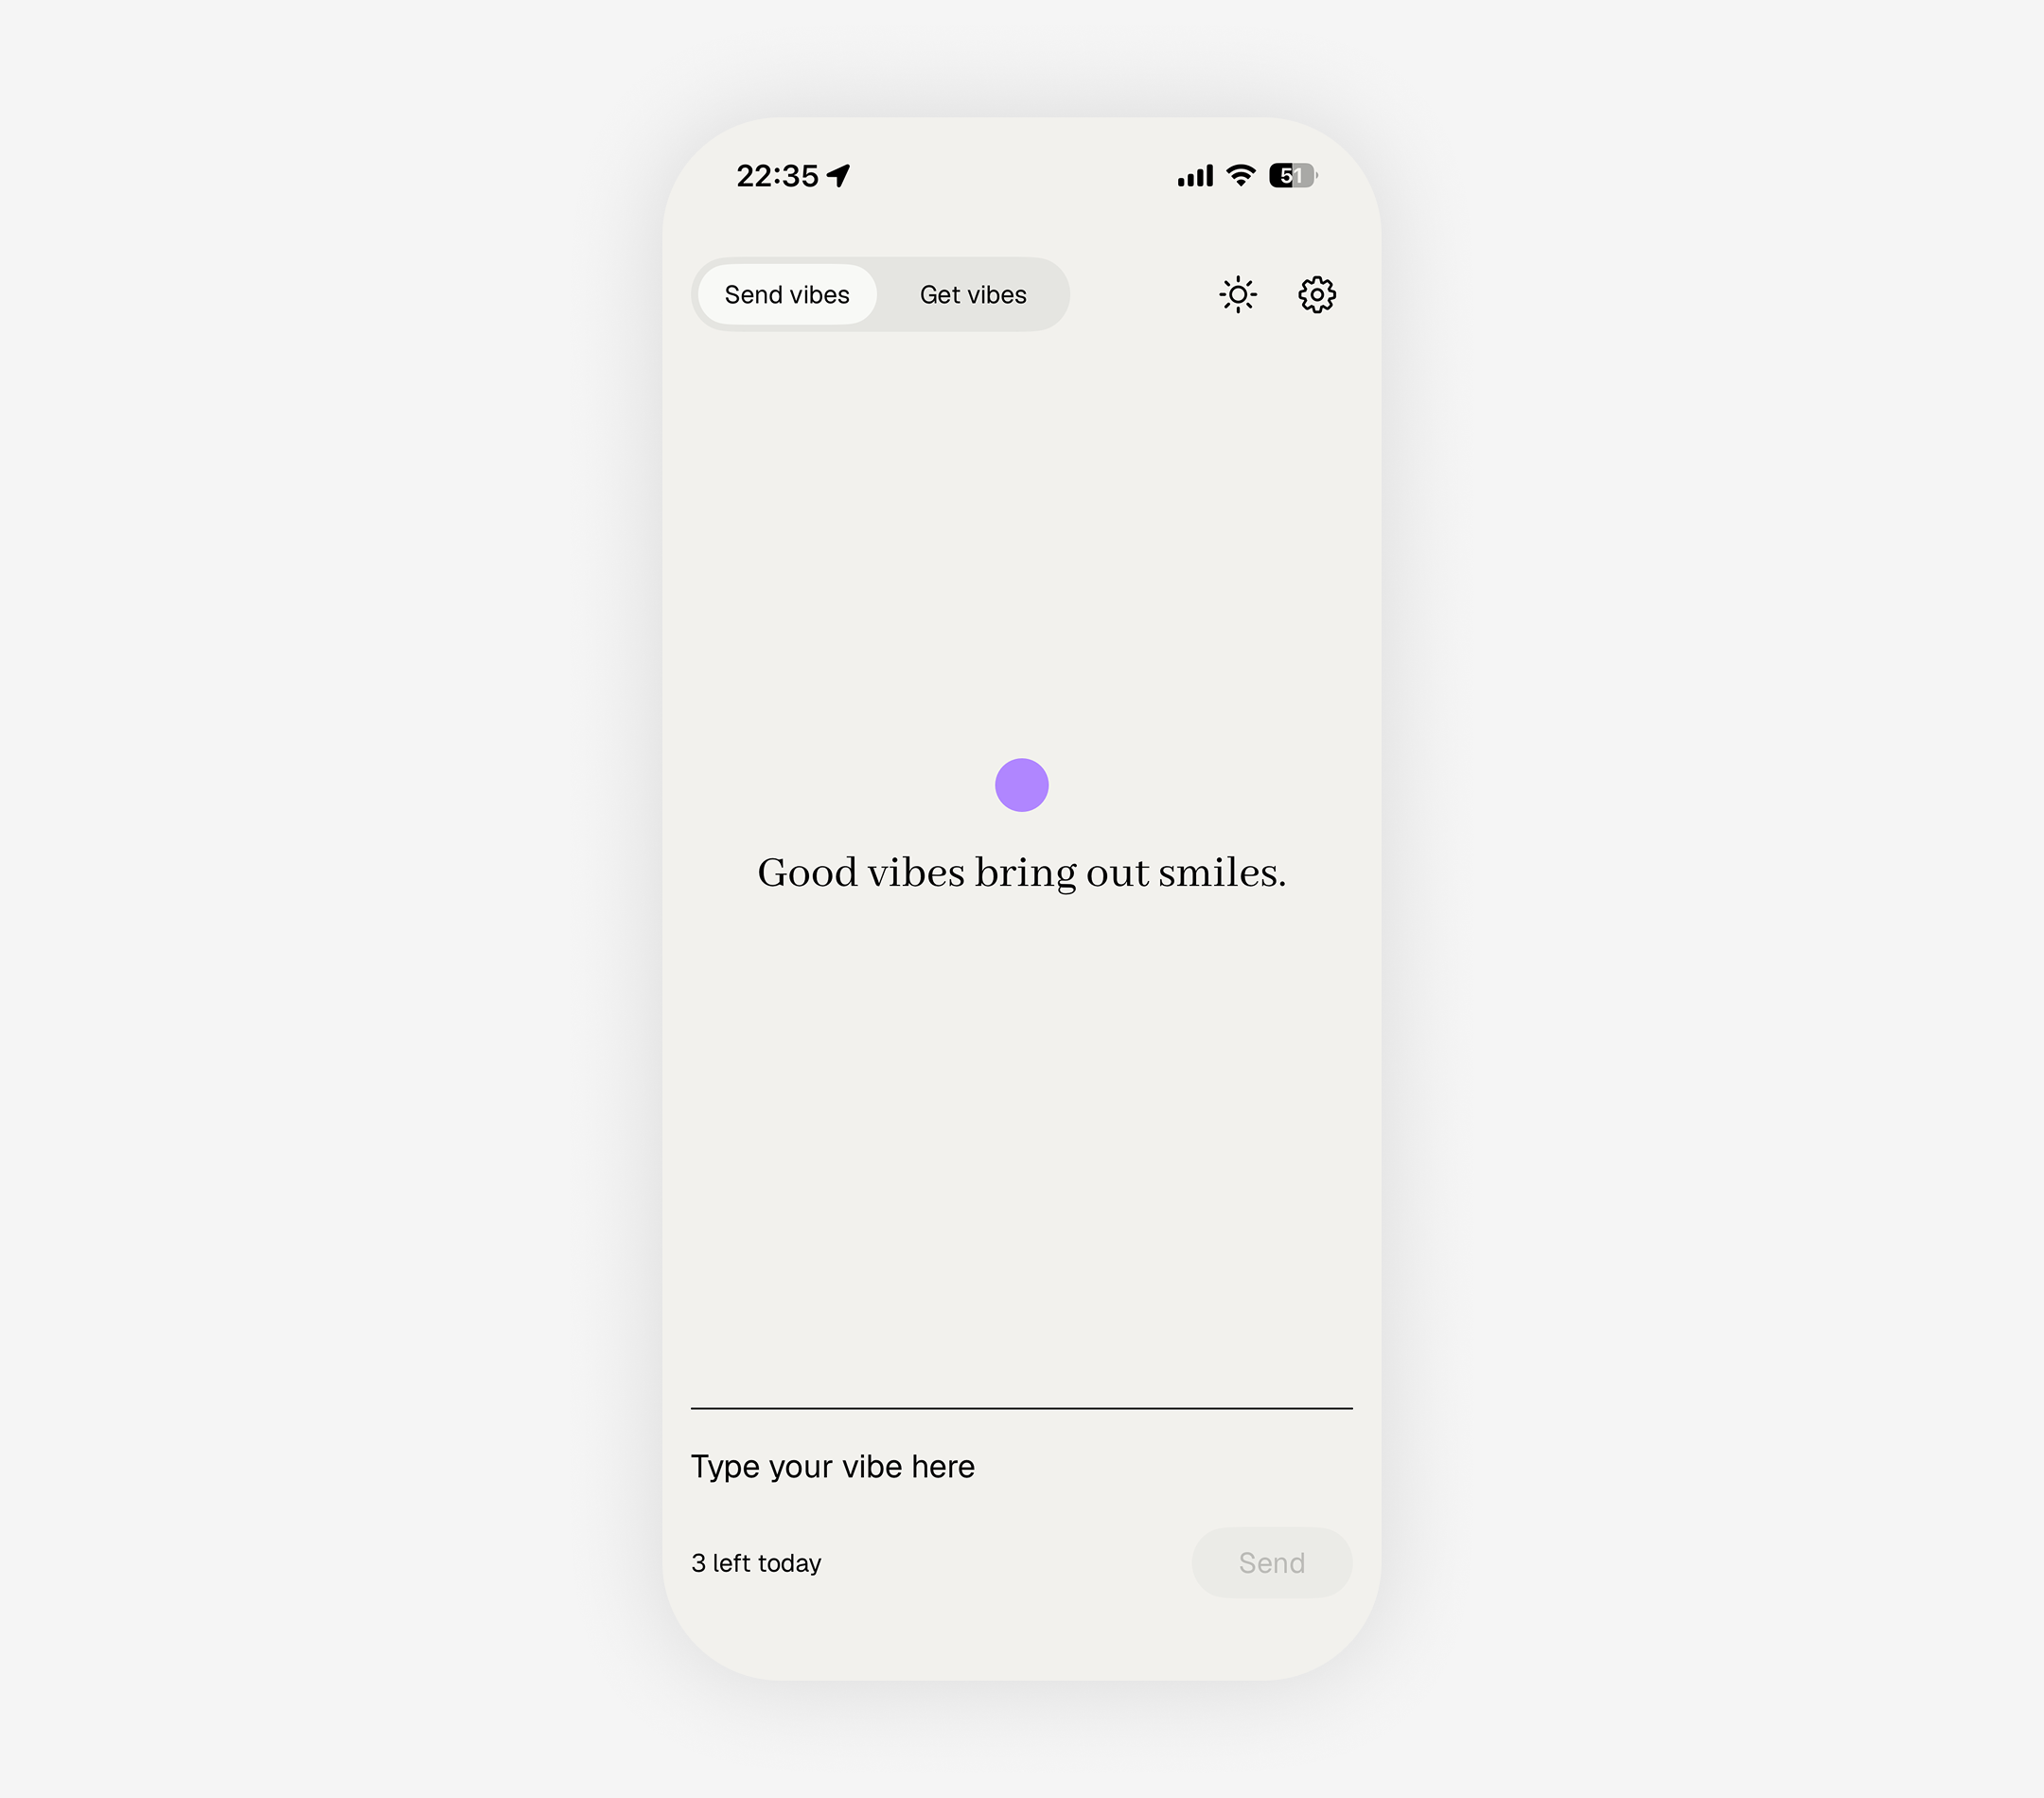 22:35
51
Send vibes
Get vibes
Good vibes bring out smiles.
Type your vibe here
3 left today
Send